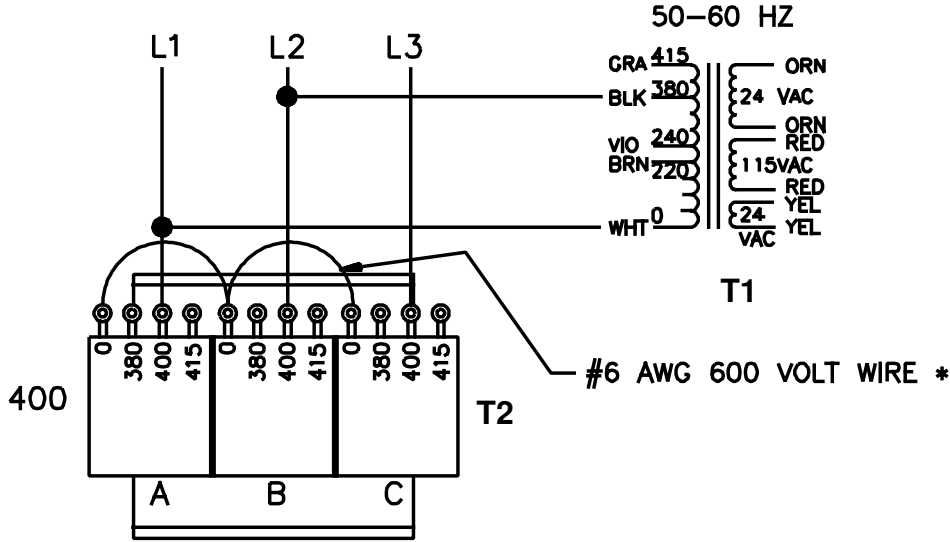 50-60 HZ
L1
L2
L3
GRA 415
BLK 380
VIO 240
BRN 220
WHT 0
ORN
24 VAC
ORN
RED
115VAC
RED
YEL
24
VAC
YEL
T1
0
380
400
415
0
380
400
415
0
380
400
415
#6 AWG 600 VOLT WIRE *
400
T2
A
B
C